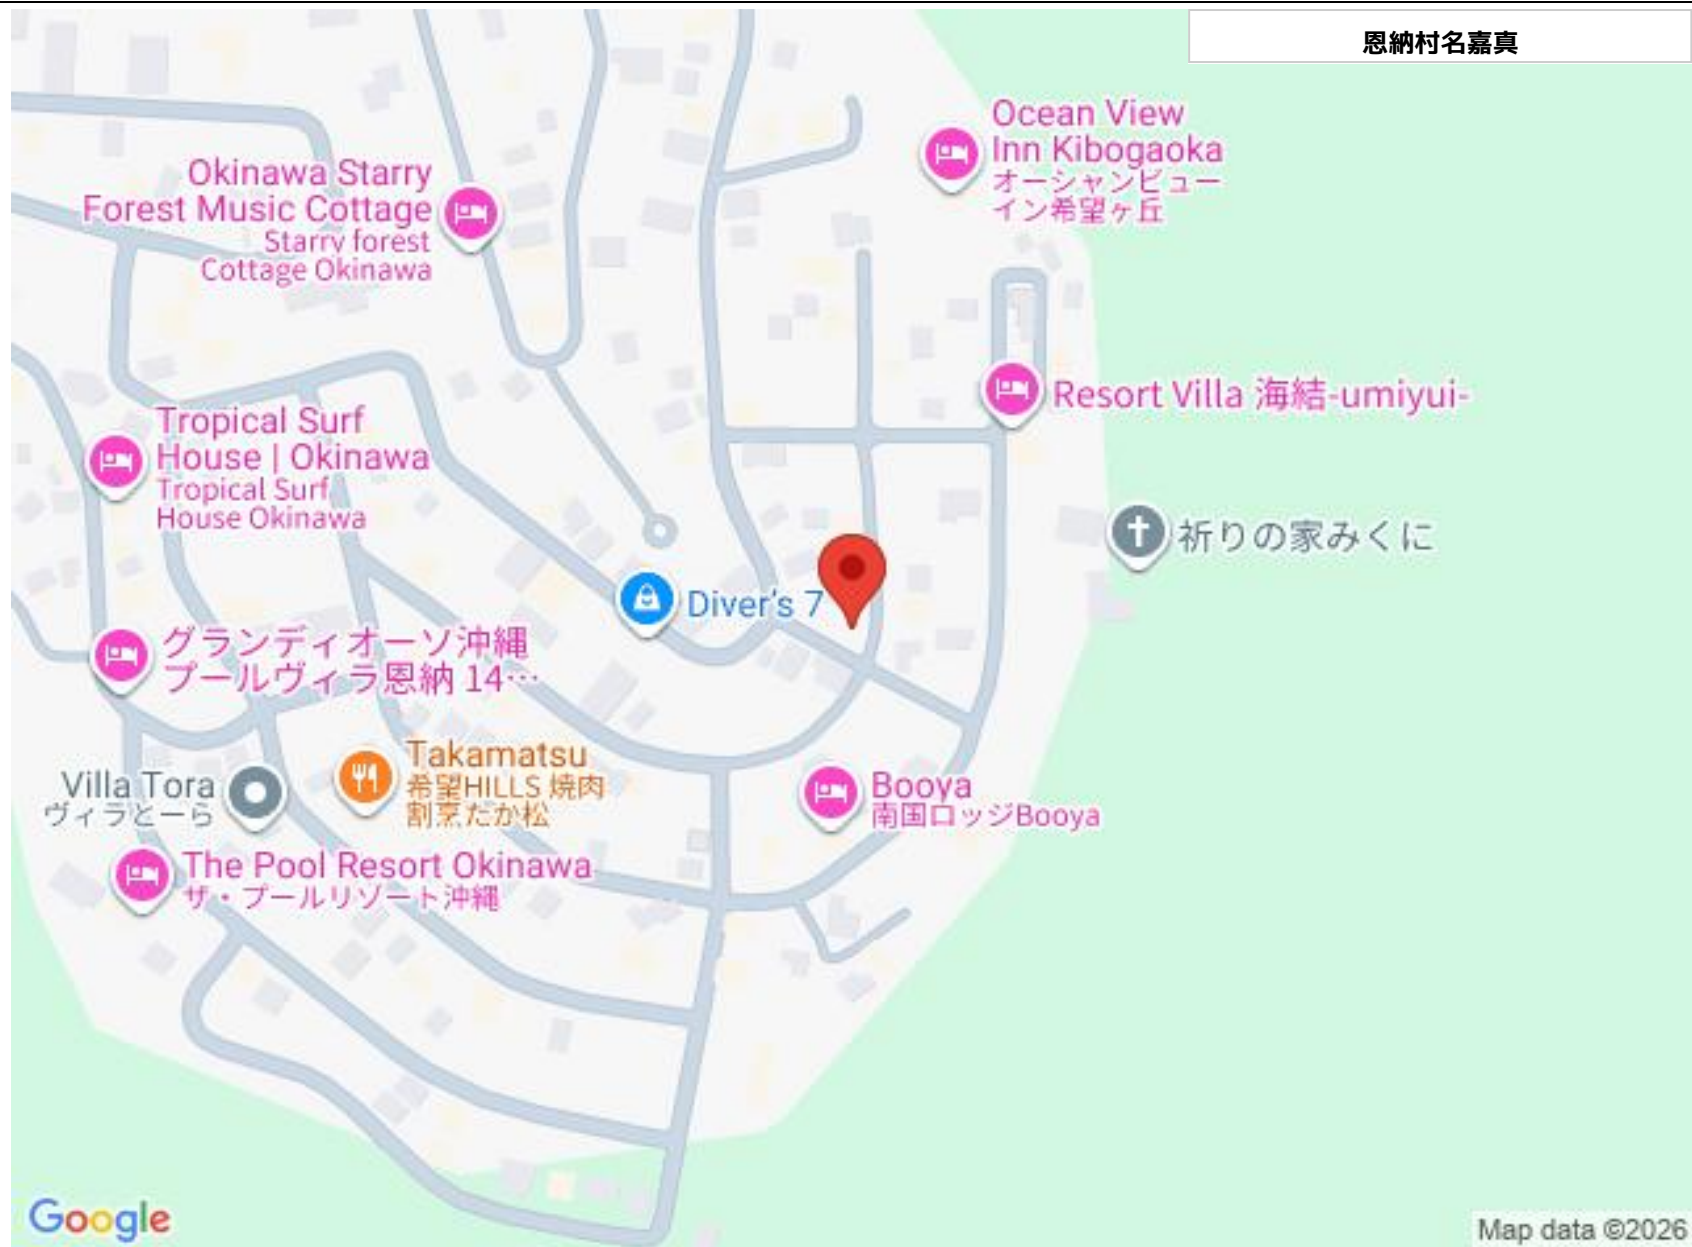 恩納村名嘉真
Ocean View
Inn Kibogaoka
オーシャンビュー
イン希望ヶ丘
Okinawa Starry
Forest Music Cottage
Starry forest
Cottage Okinawa
Resort Villa 海結-umiyui-
Tropical Surf
House | Okinawa
Tropical Surf
House Okinawa
祈りの家みくに
Diver's 7
グランディオーソ沖縄
プールヴィラ恩納 14…
Takamatsu
希望HILLS 焼肉
割烹たか松
Villa Tora
ヴィラとーら
Booya
南国ロッジBooya
The Pool Resort Okinawa
ザ・プールリゾート沖縄
Google
Map data ©2026